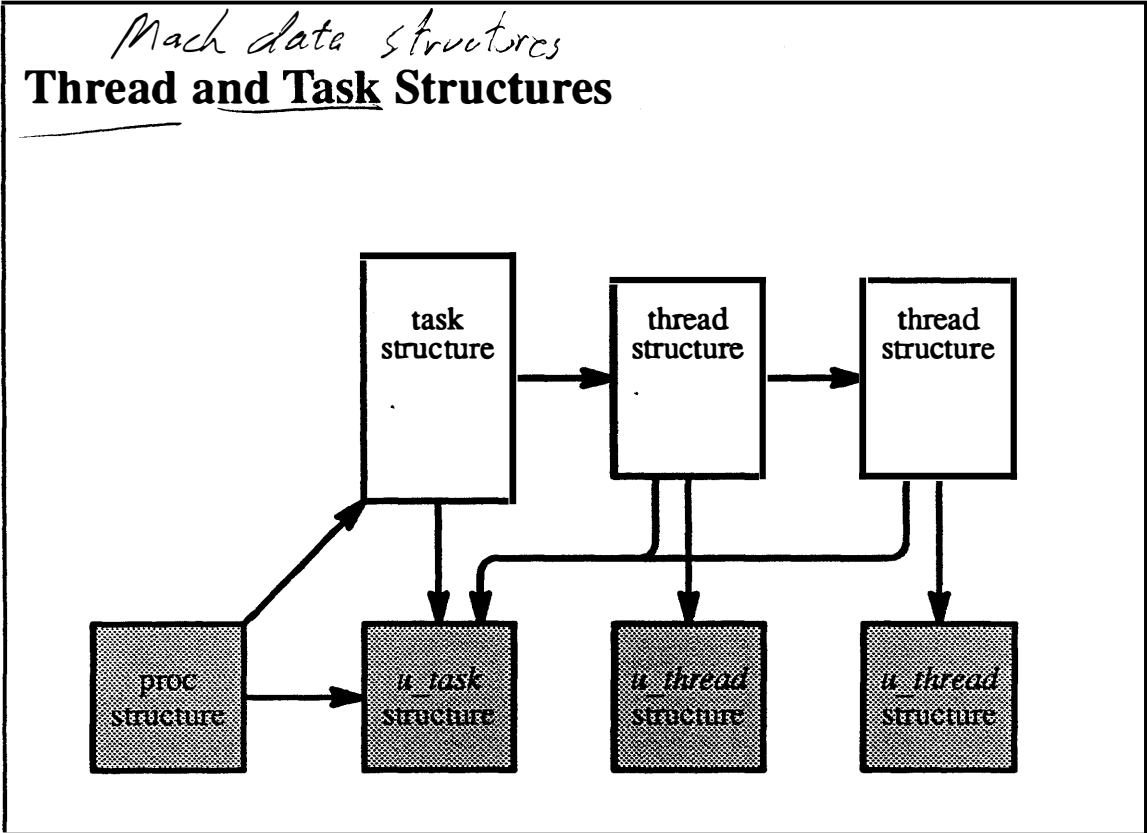 Mach data structures
Thread and Task Structures
task
structure
thread
structure
thread
structure
proc
structure
u_task
structure
u_thread
structure
u_thread
structure